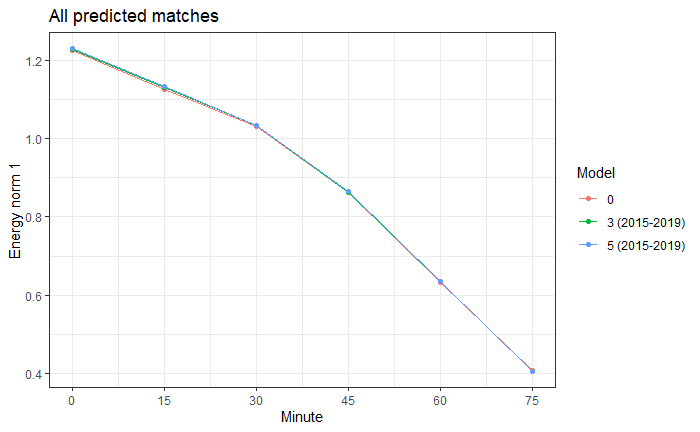 All predicted matches
1.2
1.0
0.8
0.6
0.4
Energy norm 1
0 15 30 45 60 75
Minute
Model
0
3 (2015-2019)
5 (2015-2019)